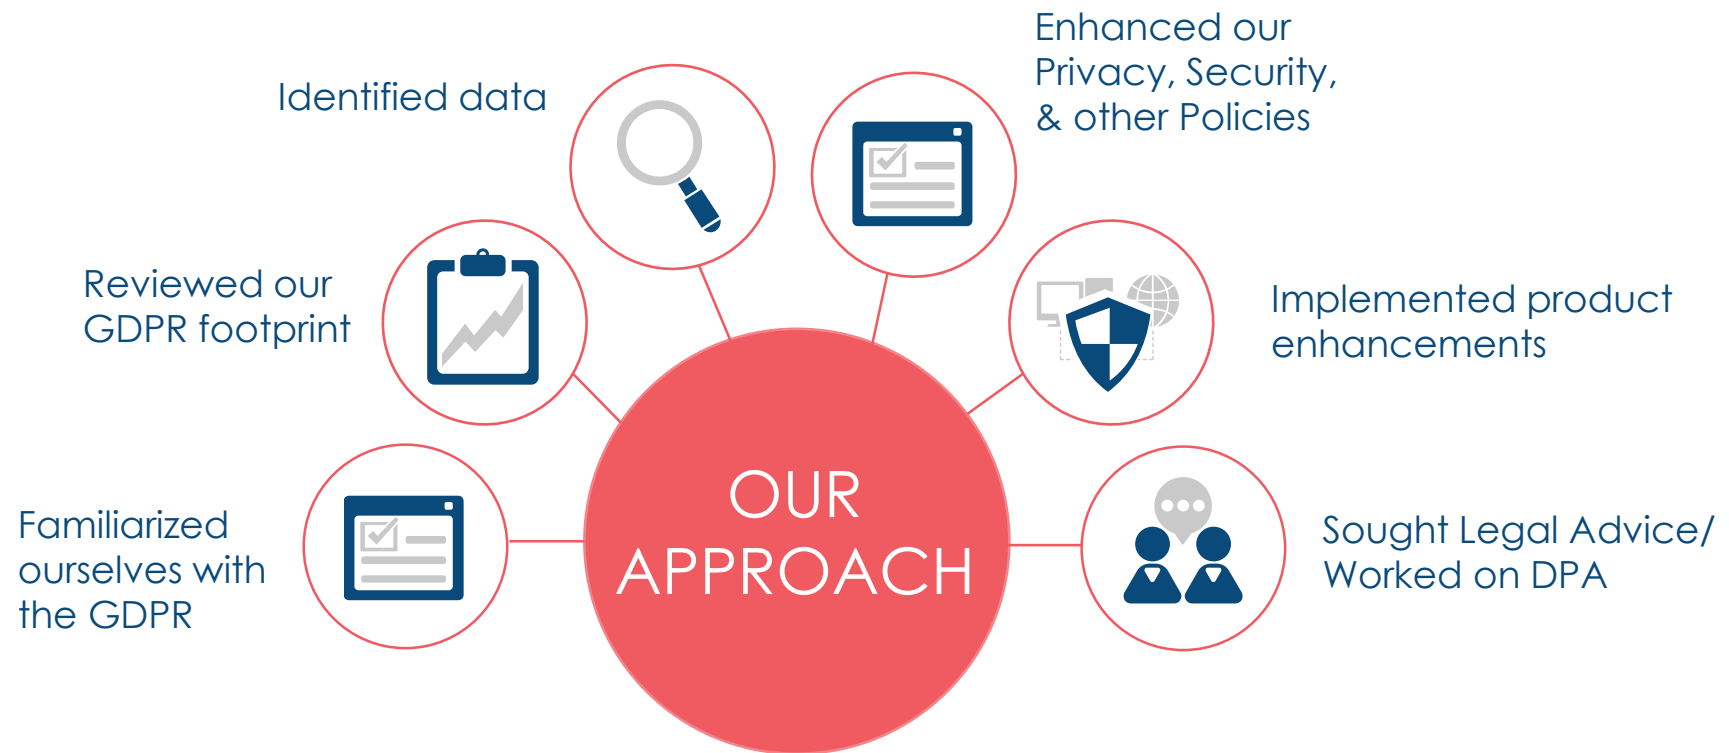 Enhanced our
Privacy, Security,
& other Policies
Identified data
Reviewed our
GDPR footprint
Implemented product
enhancements
Familiarized
ourselves with
the GDPR
OUR
APPROACH
Sought Legal Advice/
Worked on DPA